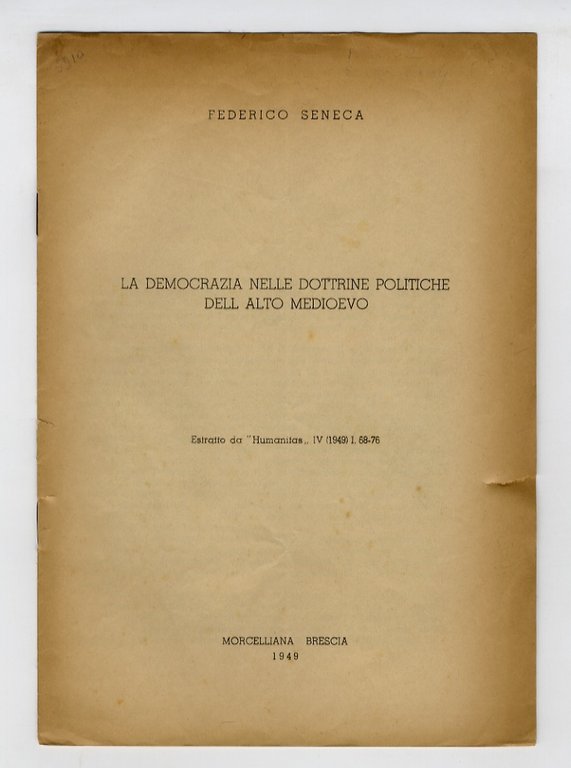 FEDERICO SENECA
LA DEMOCRAZIA NELLE DOTTRINE POLITICHE
DELL ALTO MEDIOEVO
Estratto da "Humanitas„ IV (1949) I, 68-76
MORCELLIANA BRESCIA
1949